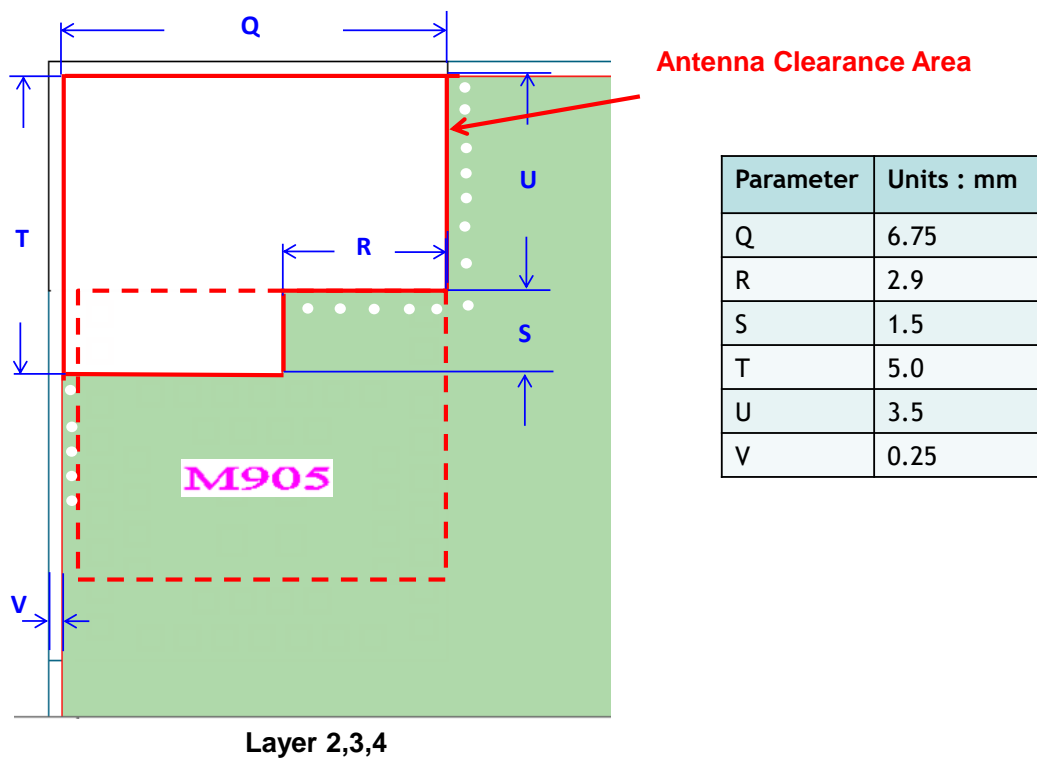 Q
Antenna Clearance Area
U
T
R
S
Parameter Units : mm
Q 6.75
R 2.9
S 1.5
T 5.0
U 3.5
V 0.25
M905
V
Layer 2,3,4